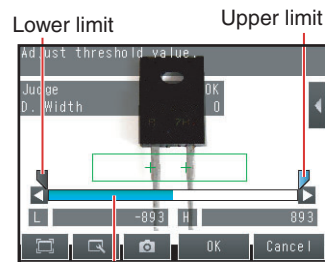 Lower limit
Upper limit
Adjust threshold value.
Judge OK
D. Width 0
L -893 H 893
OK Cancel